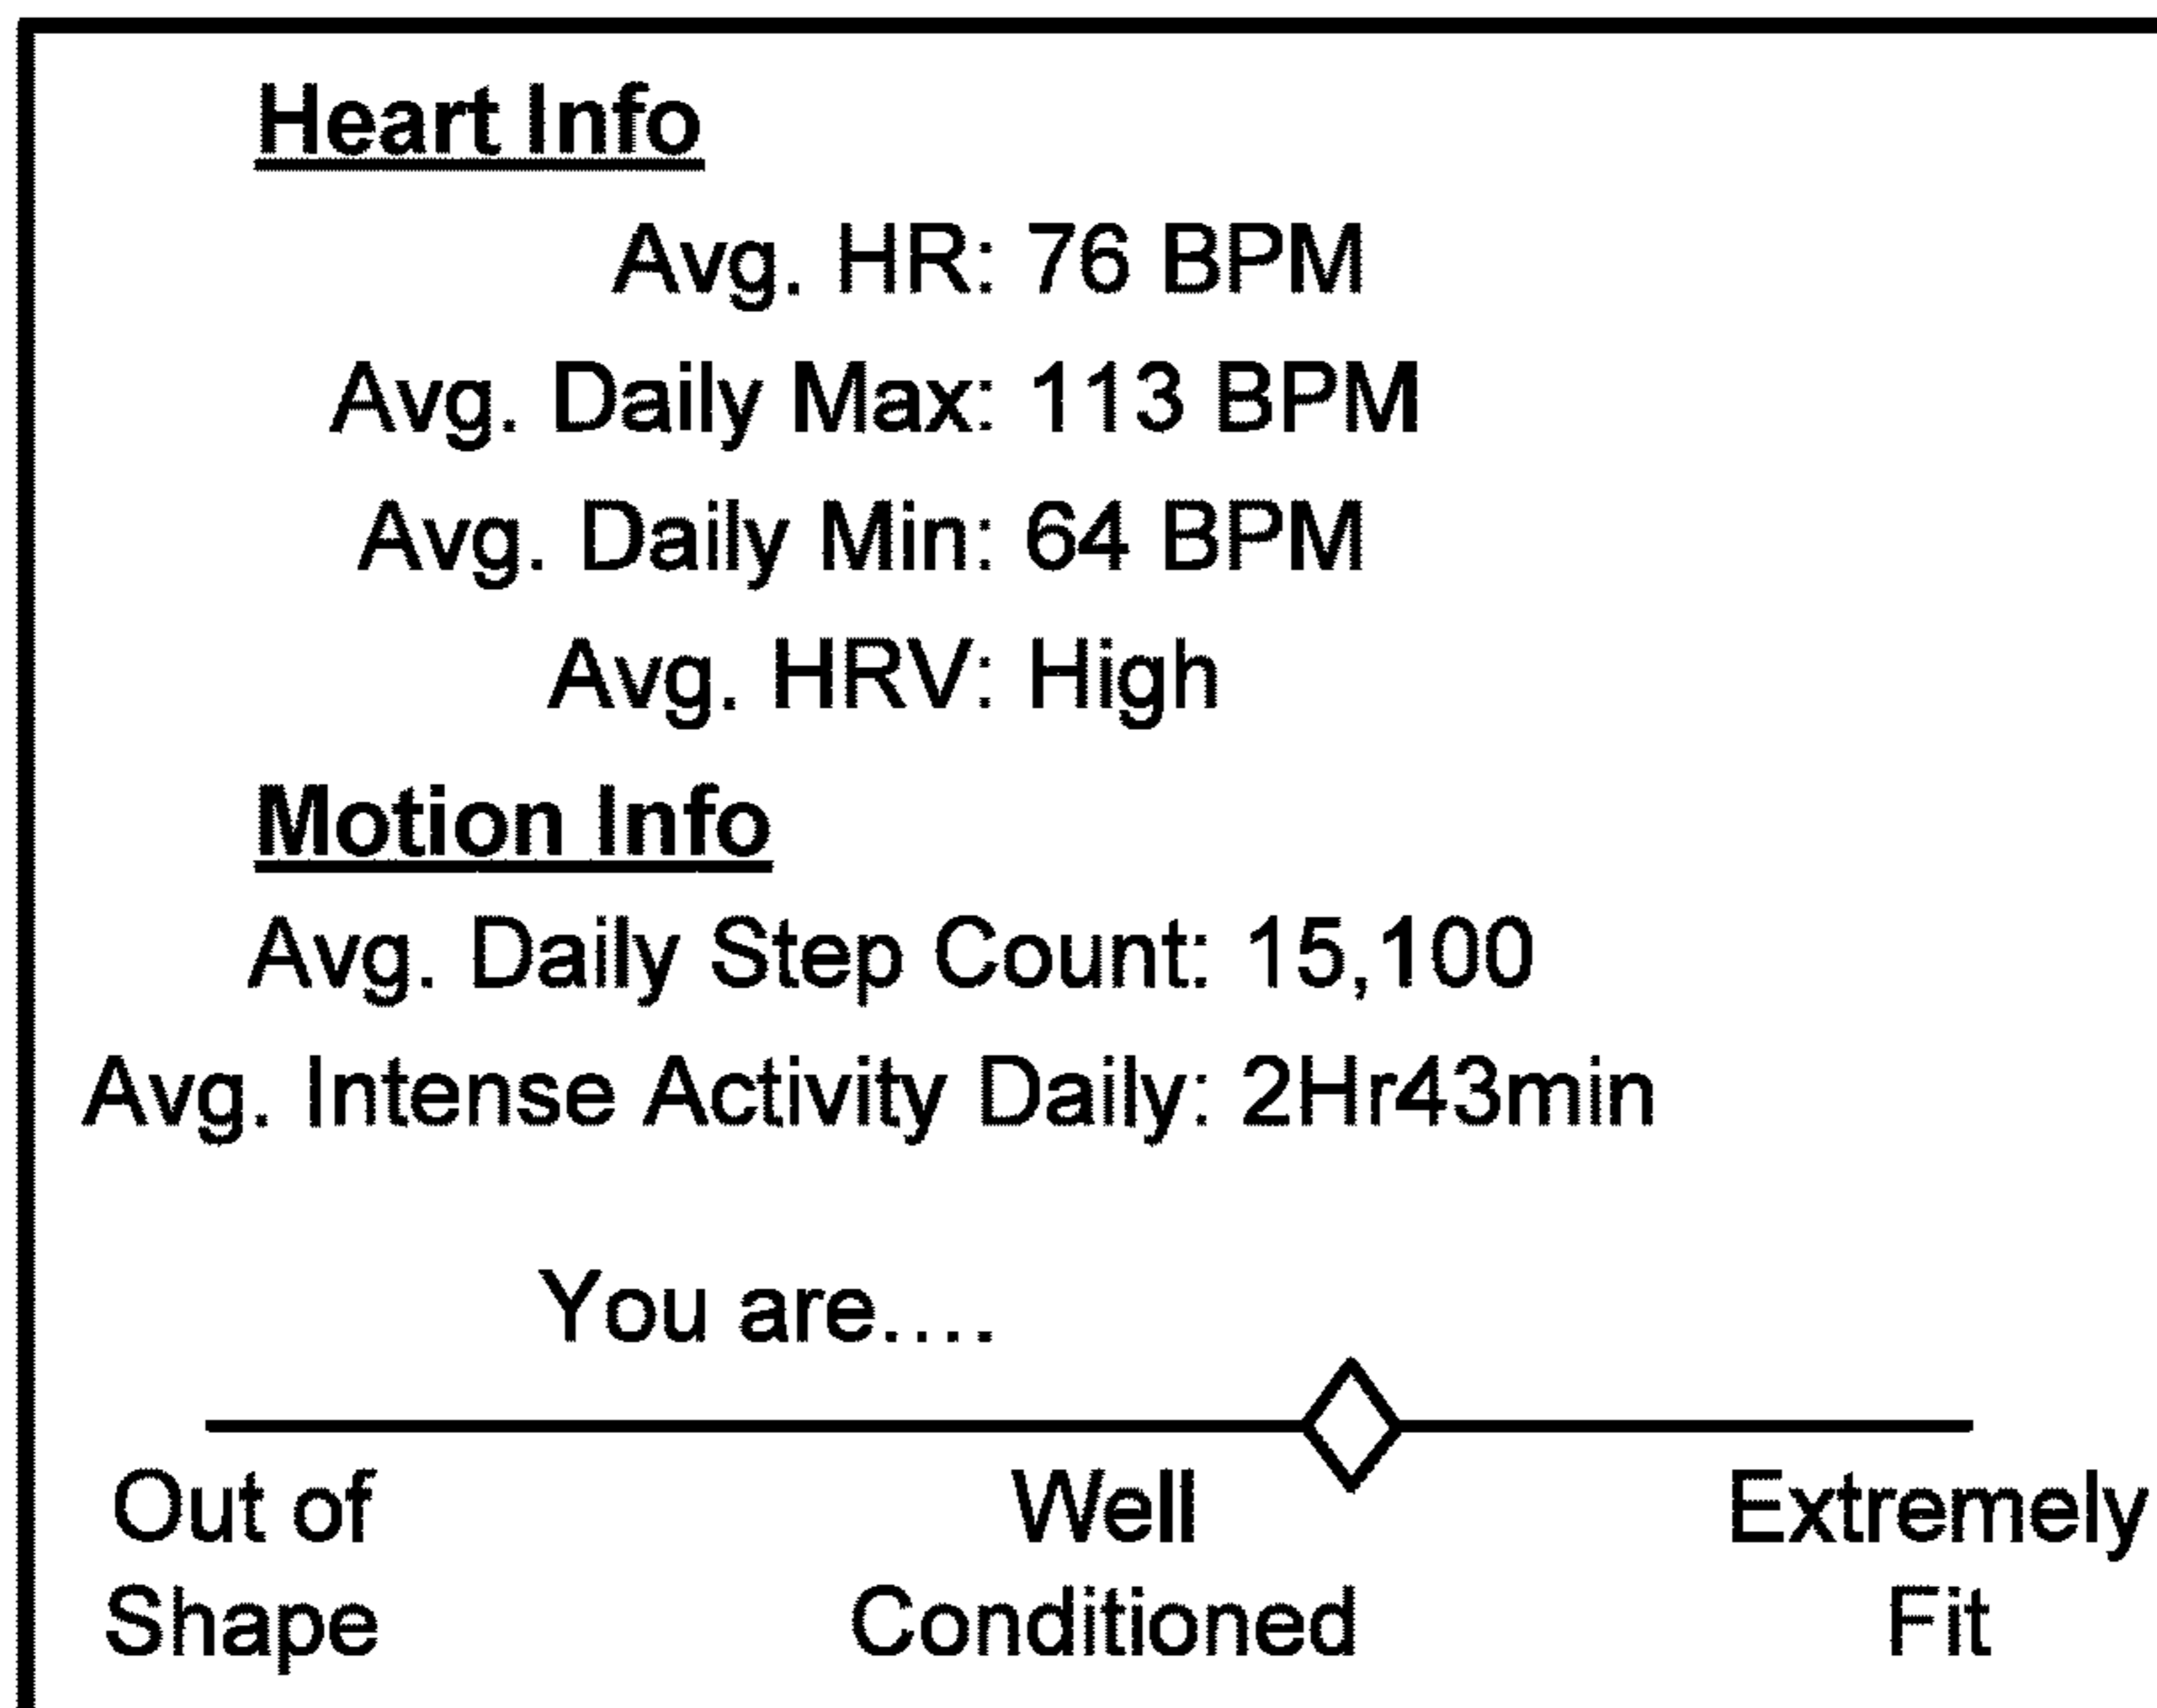 Heart Info
Avg. HR: 76 BPM
Avg. Daily Max: 113 BPM
Avg. Daily Min: 64 BPM
Avg. HRV: High
Motion Info
Avg. Daily Step Count: 15,100
Avg. Intense Activity Daily: 2Hr43min
You are....
Out of Shape
Well Conditioned
Extremely Fit